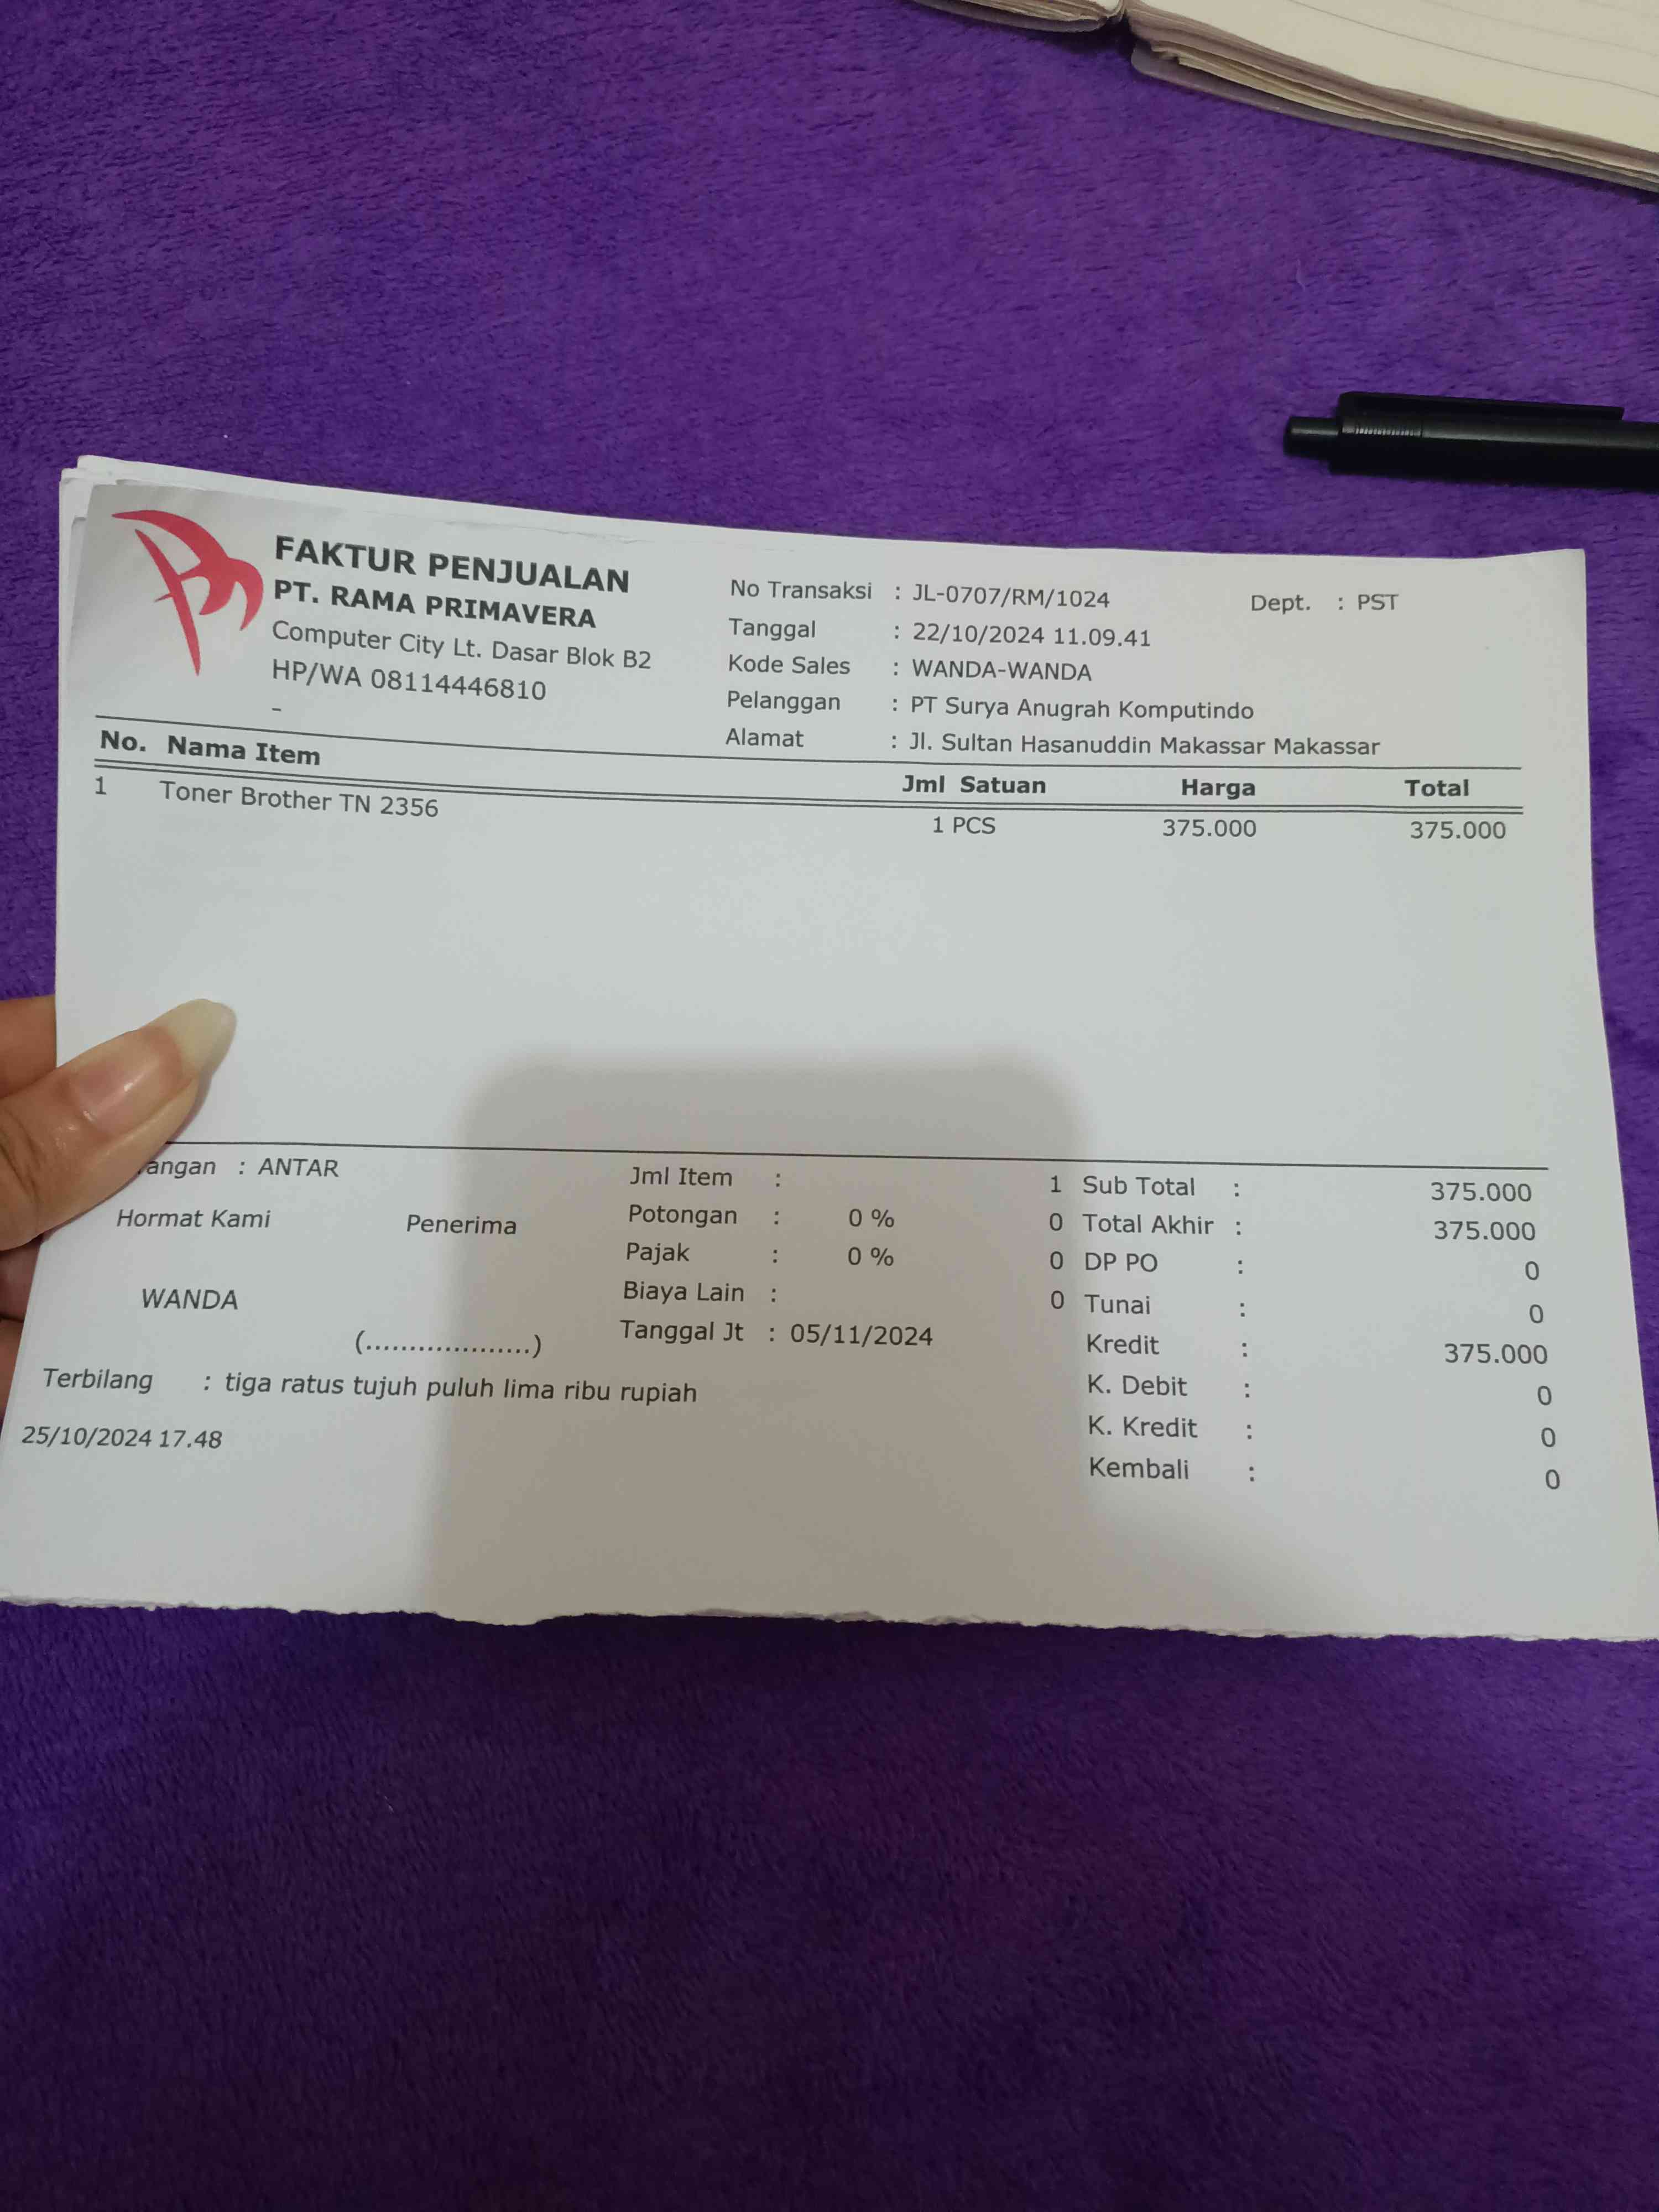 FAKTUR PENJUALAN
PT. RAMA PRIMAVERA
Computer City Lt. Dasar Blok B2
HP/WA 08114446810
-
No Transaksi : JL-0707/RM/1024 Dept. : PST
Tanggal : 22/10/2024 11.09.41
Kode Sales : WANDA-WANDA
Pelanggan : PT Surya Anugrah Komputindo
Alamat : Jl. Sultan Hasanuddin Makassar Makassar
No. Nama Item Jml Satuan Harga Total
1 Toner Brother TN 2356 1 PCS 375.000 375.000
angan : ANTAR
Hormat Kami Penerima
WANDA
(...................)
Jml Item : 1
Potongan : 0 % 0
Pajak : 0 % 0
Biaya Lain : 0
Tanggal Jt : 05/11/2024
Sub Total : 375.000
Total Akhir : 375.000
DP PO : 0
Tunai : 0
Kredit : 375.000
K. Debit : 0
K. Kredit : 0
Kembali : 0
Terbilang : tiga ratus tujuh puluh lima ribu rupiah
25/10/2024 17.48